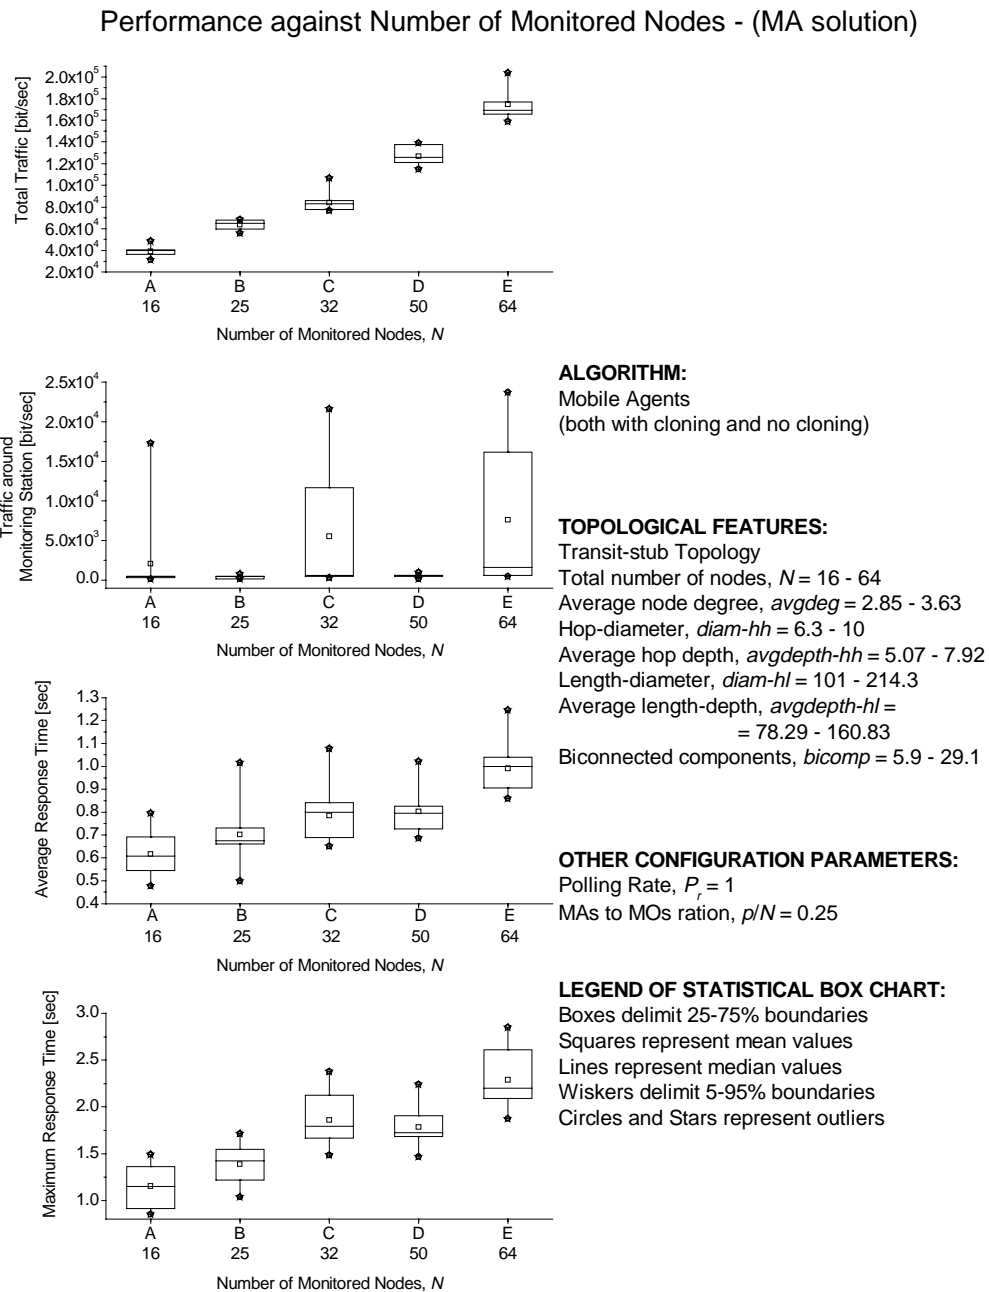 Performance against Number of Monitored Nodes - (MA solution)
Total Traffic [bit/sec]
2.0x10^5
1.8x10^5
1.6x10^5
1.4x10^5
1.2x10^5
1.0x10^5
8.0x10^4
6.0x10^4
4.0x10^4
2.0x10^4
A B C D E
16 25 32 50 64
Number of Monitored Nodes, N
Traffic around
Monitoring Station [bit/sec]
2.5x10^4
2.0x10^4
1.5x10^4
1.0x10^4
5.0x10^3
0.0
A B C D E
16 25 32 50 64
Number of Monitored Nodes, N
ALGORITHM:
Mobile Agents
(both with cloning and no cloning)
TOPOLOGICAL FEATURES:
Transit-stub Topology
Total number of nodes, N = 16 - 64
Average node degree, avgdeg = 2.85 - 3.63
Hop-diameter, diam-hh = 6.3 - 10
Average hop depth, avgdepth-hh = 5.07 - 7.92
Length-diameter, diam-hl = 101 - 214.3
Average length-depth, avgdepth-hl =
= 78.29 - 160.83
Biconnected components, bicomp = 5.9 - 29.1
Average Response Time [sec]
1.3
1.2
1.1
1.0
0.9
0.8
0.7
0.6
0.5
0.4
A B C D E
16 25 32 50 64
Number of Monitored Nodes, N
OTHER CONFIGURATION PARAMETERS:
Polling Rate, P_r = 1
MAs to MOs ration, p/N = 0.25
Maximum Response Time [sec]
3.0
2.5
2.0
1.5
1.0
A B C D E
16 25 32 50 64
Number of Monitored Nodes, N
LEGEND OF STATISTICAL BOX CHART:
Boxes delimit 25-75% boundaries
Squares represent mean values
Lines represent median values
Wiskers delimit 5-95% boundaries
Circles and Stars represent outliers